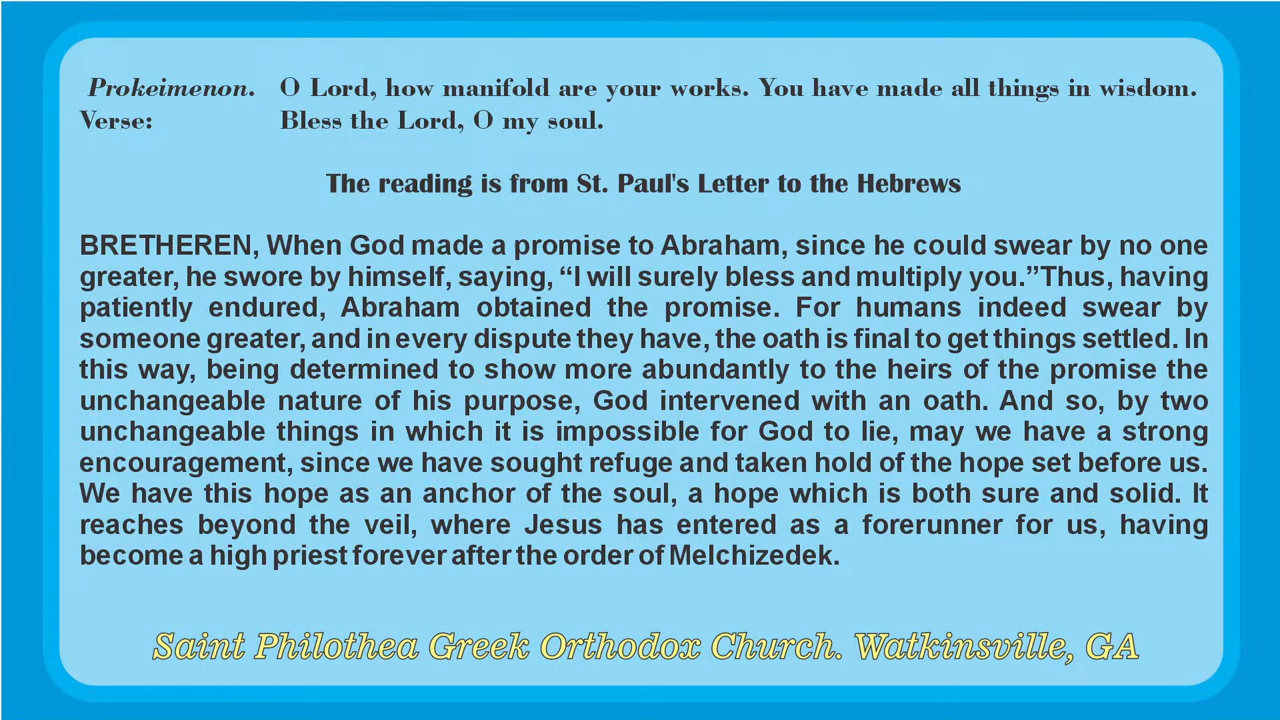 Prokeimenon. O Lord, how manifold are your works. You have made all things in wisdom.
Verse: Bless the Lord, O my soul.
The reading is from St. Paul's Letter to the Hebrews
BRETHEREN, When God made a promise to Abraham, since he could swear by no one
greater, he swore by himself, saying, “I will surely bless and multiply you.”Thus, having
patiently endured, Abraham obtained the promise. For humans indeed swear by
someone greater, and in every dispute they have, the oath is final to get things settled. In
this way, being determined to show more abundantly to the heirs of the promise the
unchangeable nature of his purpose, God intervened with an oath. And so, by two
unchangeable things in which it is impossible for God to lie, may we have a strong
encouragement, since we have sought refuge and taken hold of the hope set before us.
We have this hope as an anchor of the soul, a hope which is both sure and solid. It
reaches beyond the veil, where Jesus has entered as a forerunner for us, having
become a high priest forever after the order of Melchizedek.
Saint Philothea Greek Orthodox Church. Watkinsville, GA